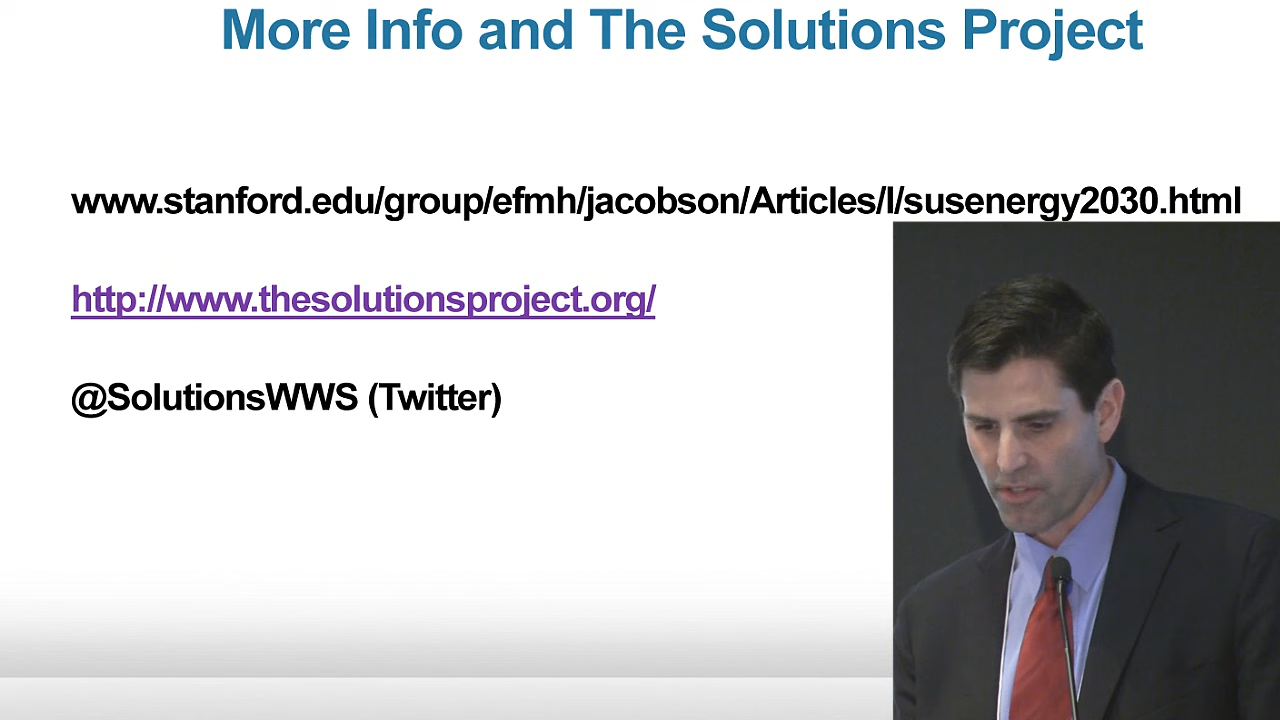 More Info and The Solutions Project
www.stanford.edu/group/efmh/jacobson/Articles/I/susenergy2030.html
http://www.thesolutionsproject.org/
@SolutionsWWS (Twitter)